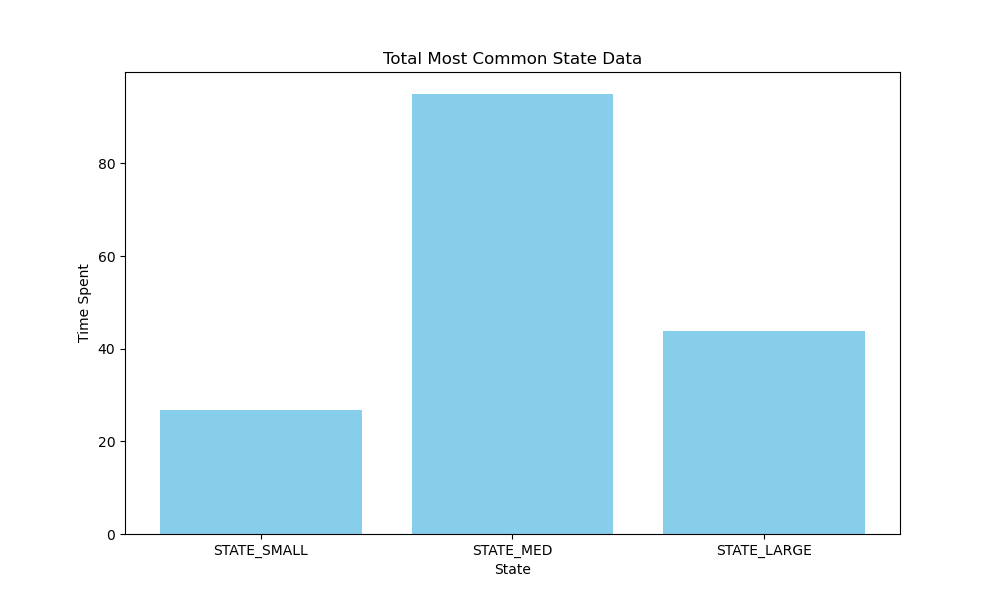 Total Most Common State Data
80
60
40
20
0
Time Spent
STATE_SMALL
STATE_MED
STATE_LARGE
State